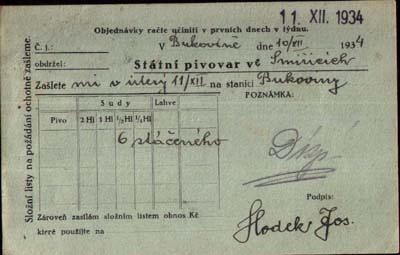 11. XII. 1934
Objednávky račte učiniti v prvních dnech v týdnu.
Č. j.: V Bukovině dne 10/XII 1934
obdržel: Státní pivovar ve Smiřicích
Zašlete mi v úterý 11/XII na stanici Bukoviny
POZNÁMKA:
Sudy Lahve
Pivo 2 Hl 1 Hl ½ Hl ¼ Hl
6 stáčeného
Disp
Podpis:
Hodek Jos.
Zároveň zasílám složním listem obnos Kč
které použijte na
Složní listy na požádání ochotně zašleme.